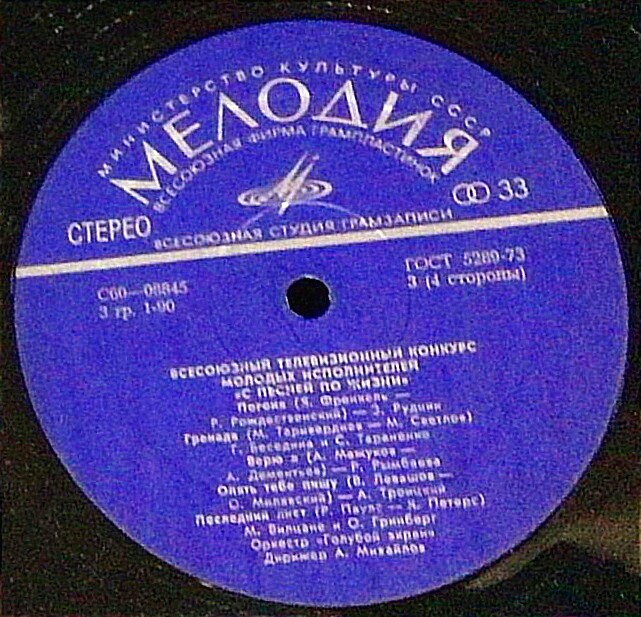 МИНИСТЕРСТВО КУЛЬТУРЫ СССР
МЕЛОДИЯ
ВСЕСОЮЗНАЯ ФИРМА ГРАМПЛАСТИНОК
33
СТЕРЕО
ВСЕСОЮЗНАЯ СТУДИЯ ГРАМЗАПИСИ
С60—08845
ГОСТ 5289-73
3 гр. 1-90
3 (4 стороны)
ВСЕСОЮЗНЫЙ ТЕЛЕВИЗИОННЫЙ КОНКУРС
МОЛОДЫХ ИСПОЛНИТЕЛЕЙ
«С ПЕСНЕЙ ПО ЖИЗНИ»
Погоня (Я. Френкель —
Р. Рождественский) — З. Рудник
Гренада (М. Таривердиев — М. Светлов)
Г. Беседина и С. Тараненко
Верю я (А. Мажуков —
А. Дементьев) — Г. Рымбаева
Опять тебе пишу (В. Левашов —
О. Милявский) — А. Троицкий
Последний лист (Р. Паулс — Я. Петерс)
М. Вилцане и О. Гринберг
Оркестр «Голубой экран»
Дирижер А. Михайлов